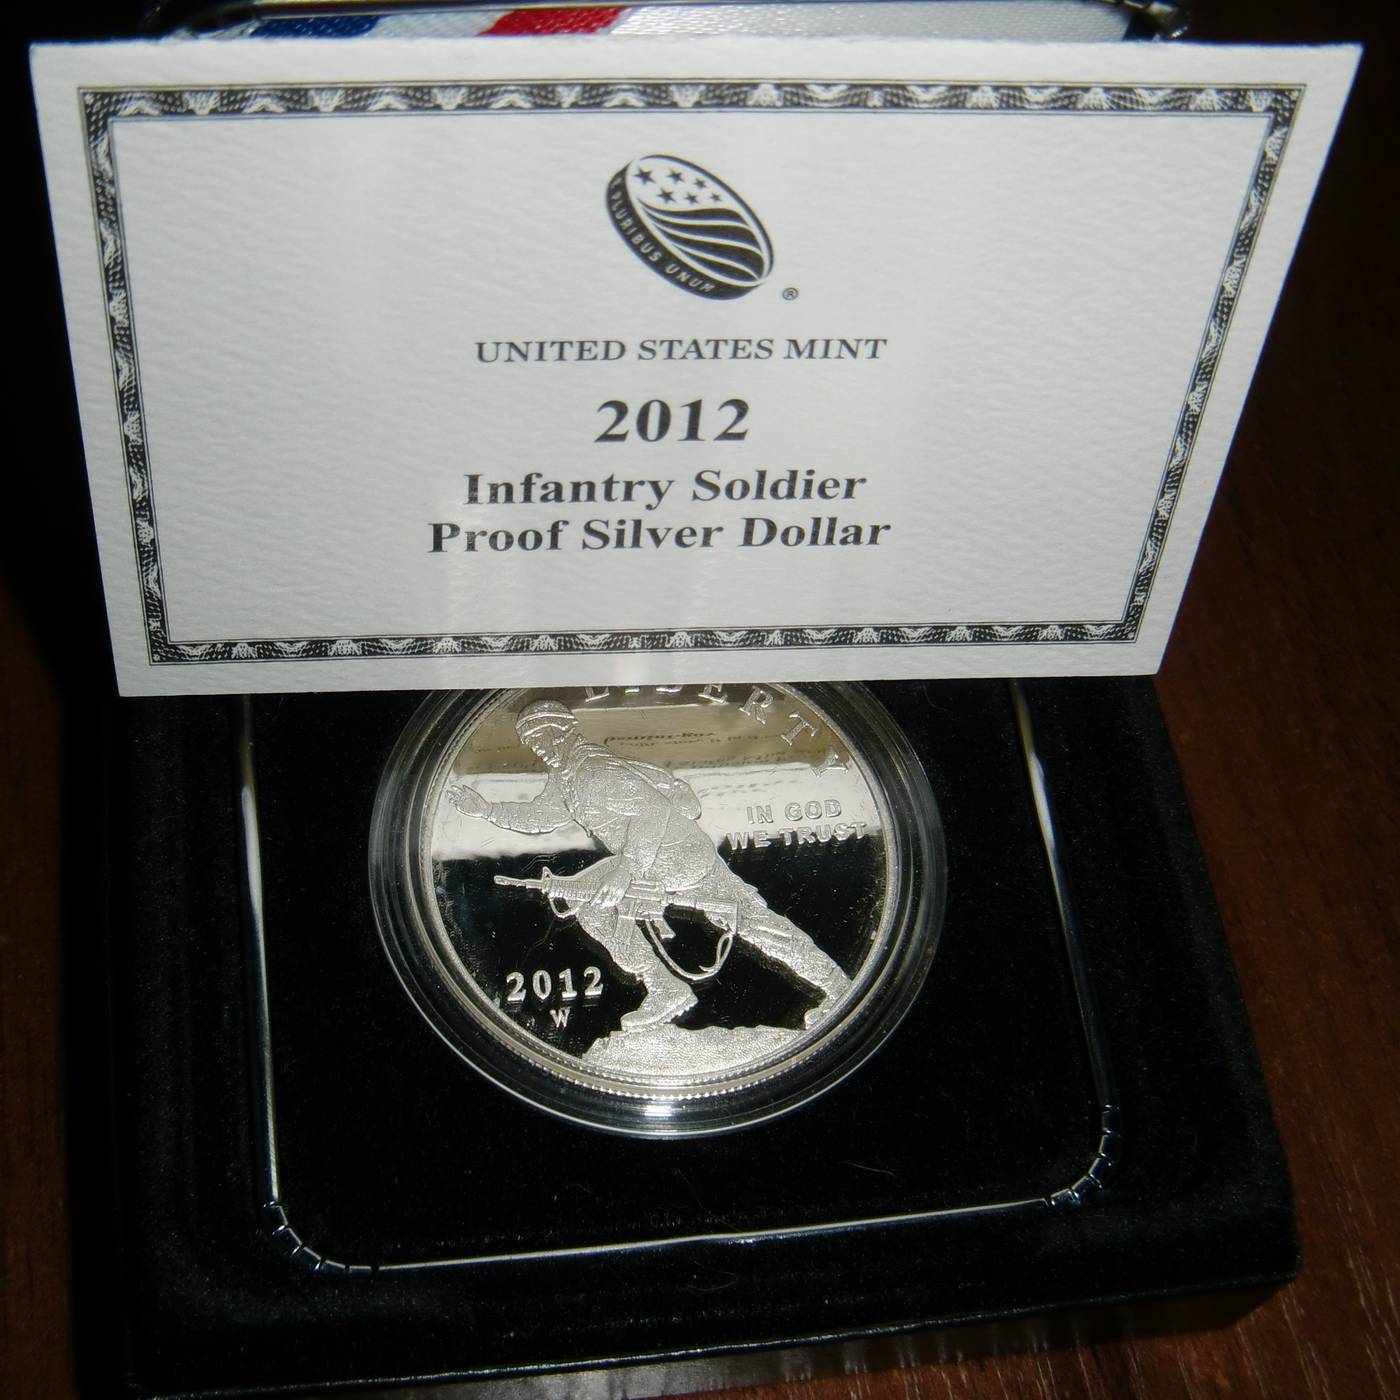 E PLURIBUS UNUM
®
UNITED STATES MINT
2012
Infantry Soldier
Proof Silver Dollar
LIBERTY
IN GOD
WE TRUST
2012
W